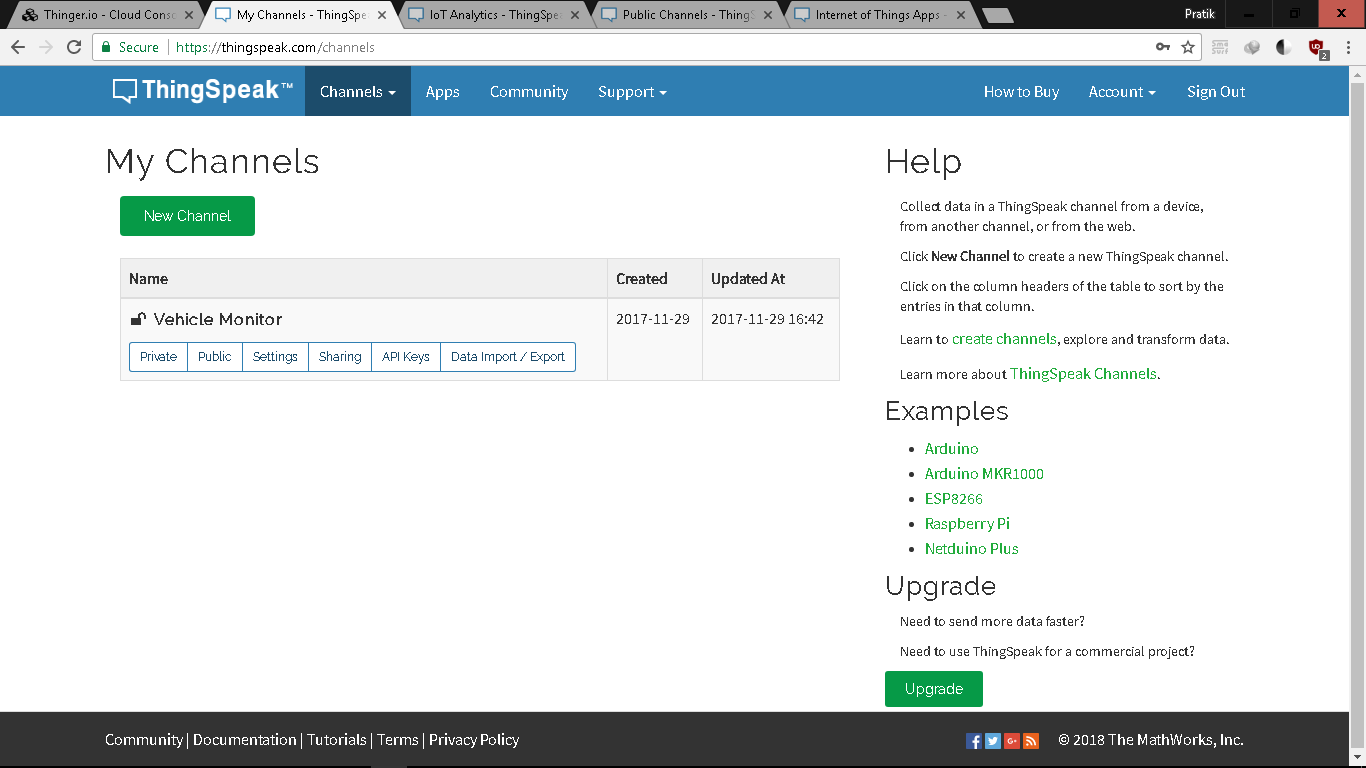 Thinger.io - Cloud Consc
My Channels - ThingSpe
IoT Analytics - ThingSpe
Public Channels - ThingS
Internet of Things Apps -
Pratik
Secure https://thingspeak.com/channels
2
ThingSpeak™ Channels Apps Community Support How to Buy Account Sign Out
My Channels
New Channel
Name Created Updated At
Vehicle Monitor 2017-11-29 2017-11-29 16:42
Private Public Settings Sharing API Keys Data Import / Export
Help
Collect data in a ThingSpeak channel from a device,
from another channel, or from the web.
Click New Channel to create a new ThingSpeak channel.
Click on the column headers of the table to sort by the
entries in that column.
Learn to create channels, explore and transform data.
Learn more about ThingSpeak Channels.
Examples
Arduino
Arduino MKR1000
ESP8266
Raspberry Pi
Netduino Plus
Upgrade
Need to send more data faster?
Need to use ThingSpeak for a commercial project?
Upgrade
Community | Documentation | Tutorials | Terms | Privacy Policy
© 2018 The MathWorks, Inc.